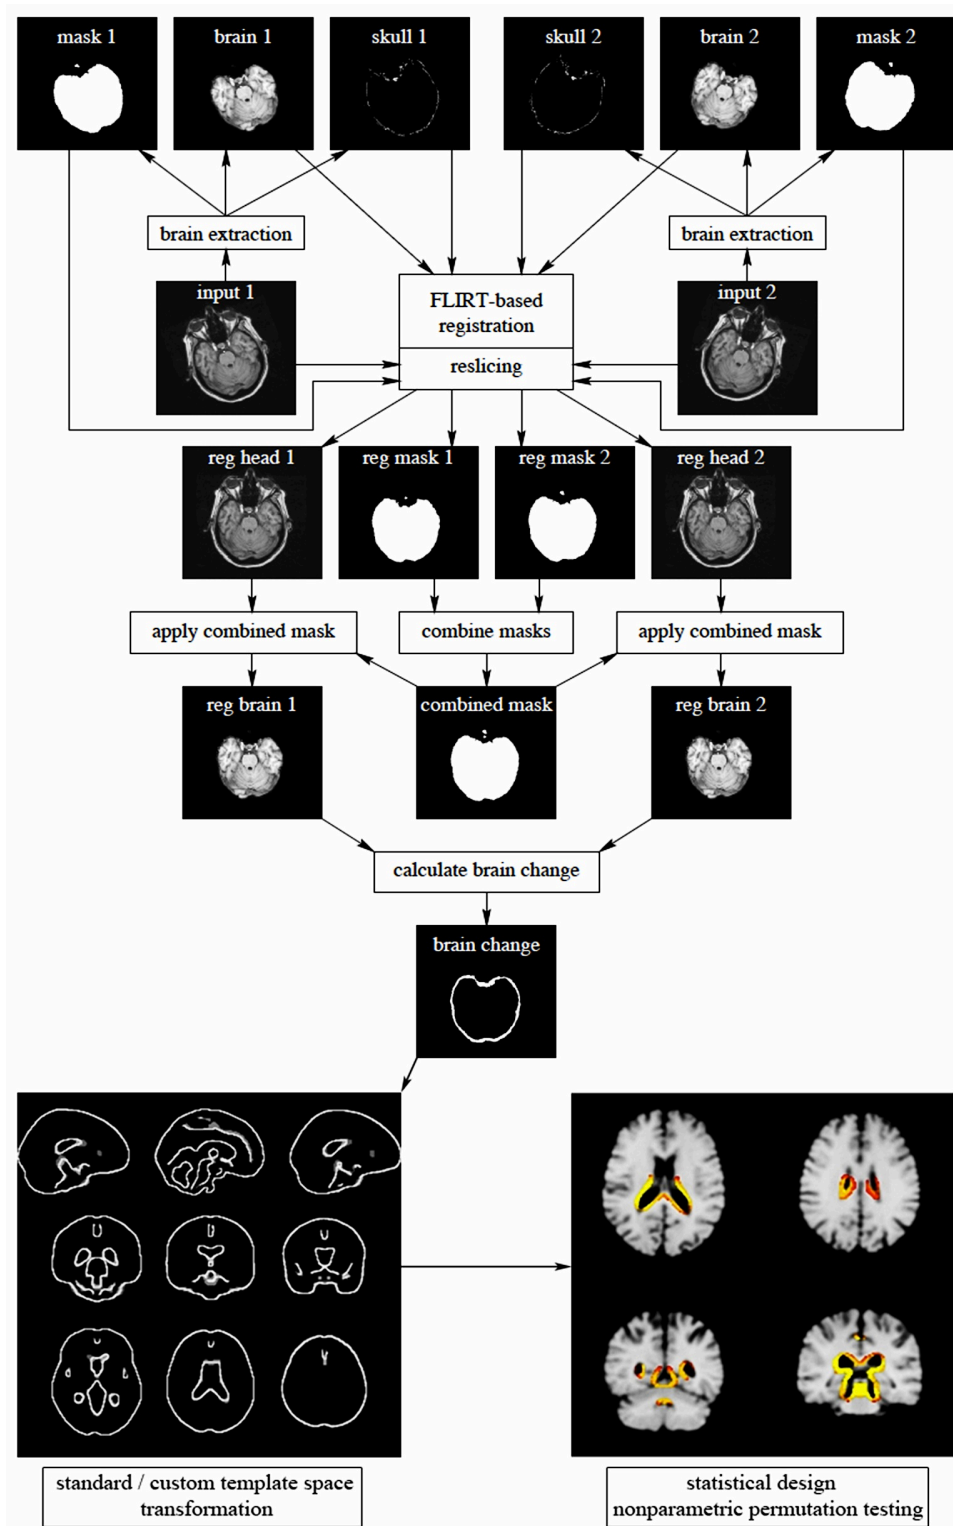 mask 1
brain 1
skull 1
skull 2
brain 2
mask 2
brain extraction
brain extraction
input 1
FLIRT-based
registration
input 2
reslicing
reg head 1
reg mask 1
reg mask 2
reg head 2
apply combined mask
combine masks
apply combined mask
reg brain 1
combined mask
reg brain 2
calculate brain change
brain change
standard / custom template space
transformation
statistical design
nonparametric permutation testing